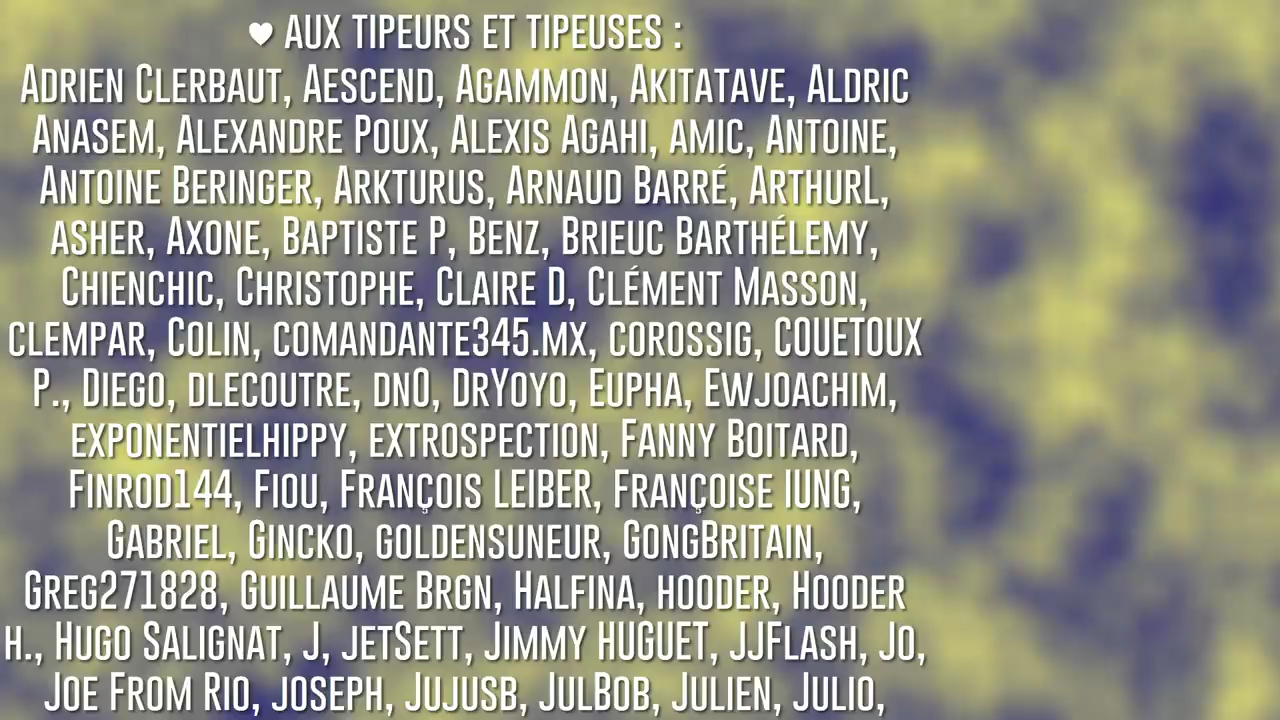 ♥ AUX TIPEURS ET TIPEUSES :
Adrien Clerbaut, Aescend, Agammon, Akitatave, Aldric
Anasem, Alexandre Poux, Alexis Agahi, amic, Antoine,
Antoine Beringer, Arkturus, Arnaud Barré, ArthurL,
asher, Axone, Baptiste P, Benz, Brieuc Barthélemy,
Chienchic, Christophe, Claire D, Clément Masson,
clempar, Colin, comandante345.mx, corossig, COUETOUX
P., Diego, dlecoutre, dn0, DrYoyo, Eupha, Ewjoachim,
exponentielhippy, extrospection, Fanny Boitard,
Finrod144, Fiou, François LEIBER, Françoise IUNG,
Gabriel, Gincko, goldensuneur, GongBritain,
Greg271828, Guillaume Brgn, Halfina, hooder, Hooder
h., Hugo Salignat, J, jetSett, Jimmy HUGUET, JJFlash, Jo,
Joe From Rio, joseph, Jujusb, JulBob, Julien, Julio,